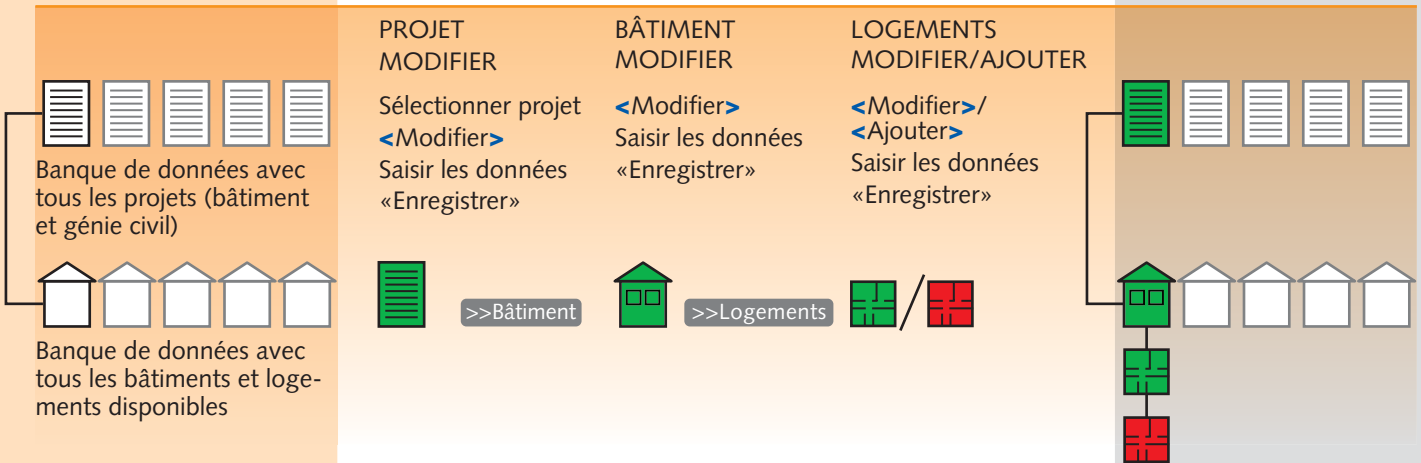 Banque de données avec
tous les projets (bâtiment
et génie civil)
Banque de données avec
tous les bâtiments et loge-
ments disponibles
PROJET
MODIFIER
Sélectionner projet
<Modifier>
Saisir les données
«Enregistrer»
>>Bâtiment
BÂTIMENT
MODIFIER
<Modifier>
Saisir les données
«Enregistrer»
>>Logements
LOGEMENTS
MODIFIER/AJOUTER
<Modifier>/
<Ajouter>
Saisir les données
«Enregistrer»